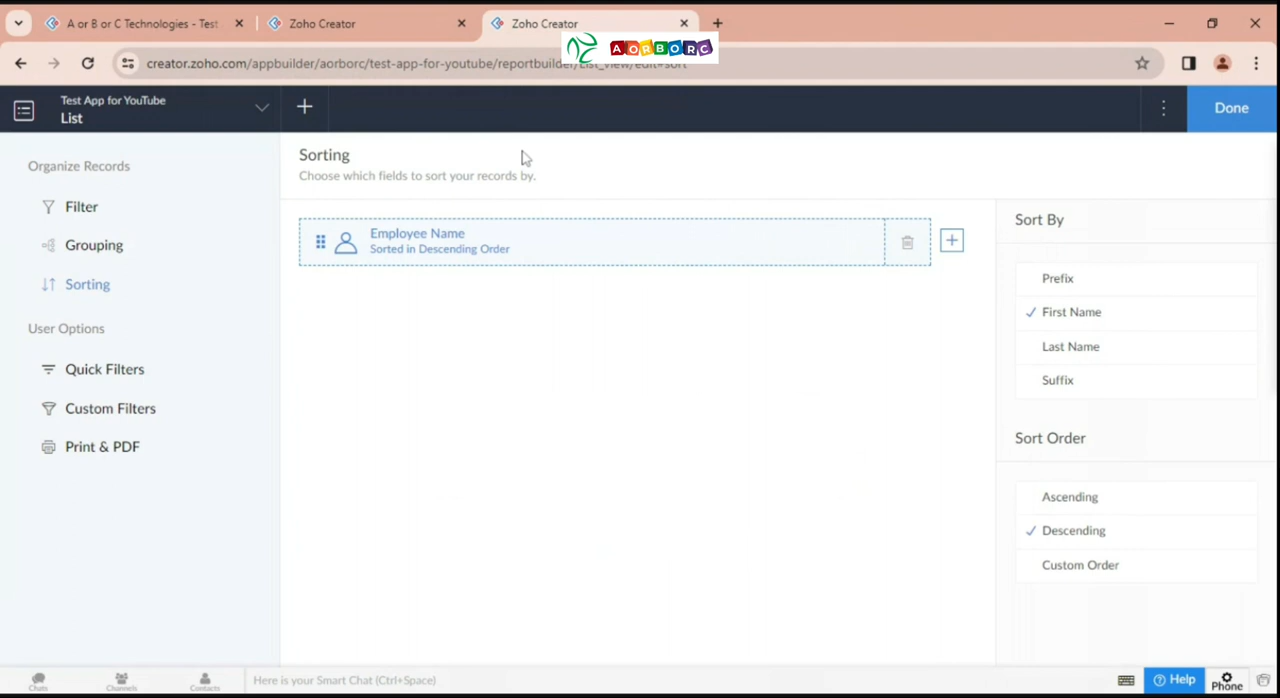 A or B or C Technologies - Test
Zoho Creator
Zoho Creator
AORBORC
creator.zoho.com/appbuilder/aorborc/test-app-for-youtube/reportbuilder/List_view/edit#sort
Test App for YouTube
List
Done
Organize Records
Filter
Grouping
Sorting
User Options
Quick Filters
Custom Filters
Print & PDF
Sorting
Choose which fields to sort your records by.
Employee Name
Sorted in Descending Order
Sort By
Prefix
First Name
Last Name
Suffix
Sort Order
Ascending
Descending
Custom Order
Chats
Channels
Contacts
Here is your Smart Chat (Ctrl+Space)
Help
Phone